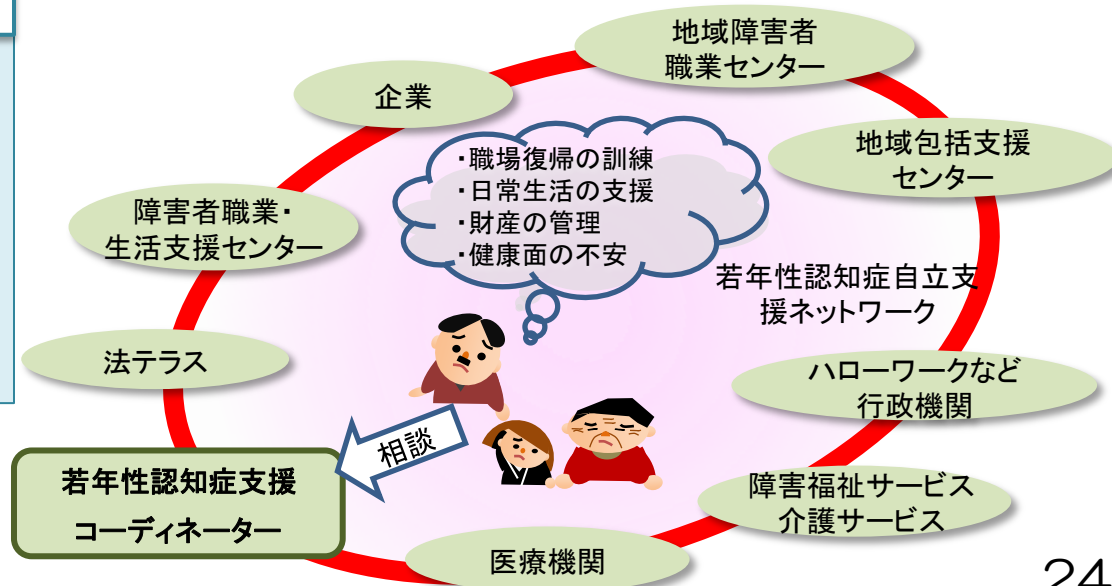 地域障害者
職業センター
企業
地域包括支援
センター
・職場復帰の訓練
・日常生活の支援
・財産の管理
・健康面の不安
障害者職業・
生活支援センター
若年性認知症自立支
援ネットワーク
法テラス
ハローワークなど
行政機関
相談
若年性認知症支援
コーディネーター
障害福祉サービス
介護サービス
医療機関
24